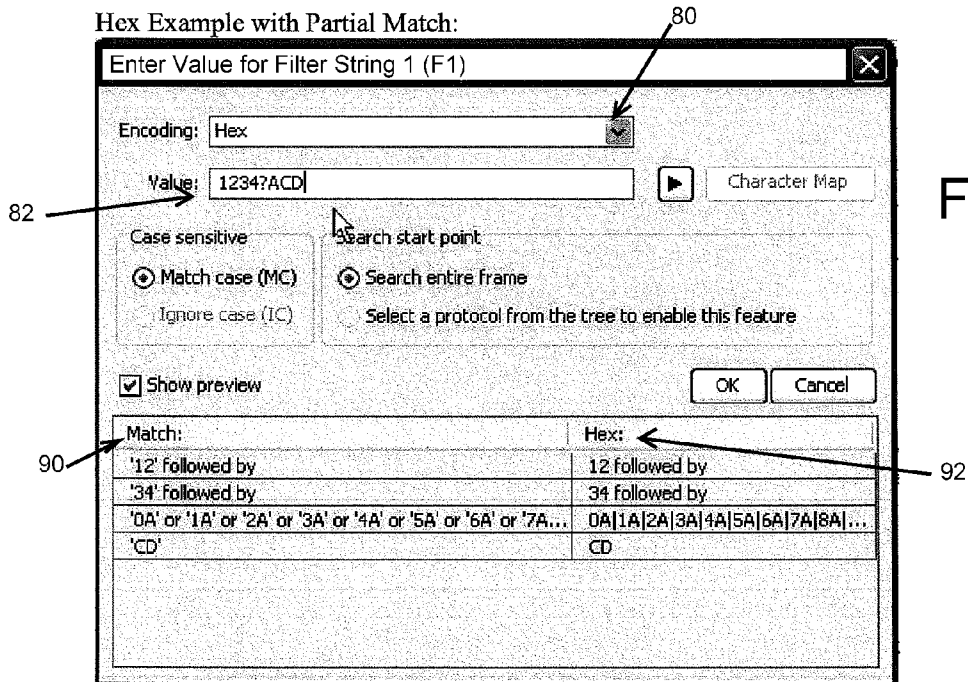 Hex Example with Partial Match:
80
Enter Value for Filter String 1 (F1)
Encoding: Hex
Value: 1234?ACD
Character Map
82
F
Case sensitive
Search start point
Match case (MC)
Search entire frame
Ignore case (IC)
Select a protocol from the tree to enable this feature
Show preview
OK
Cancel
Match:
Hex:
90
92
'12' followed by
12 followed by
'34' followed by
34 followed by
'0A' or '1A' or '2A' or '3A' or '4A' or '5A' or '6A' or '7A...
0A|1A|2A|3A|4A|5A|6A|7A|8A|...
'CD'
CD